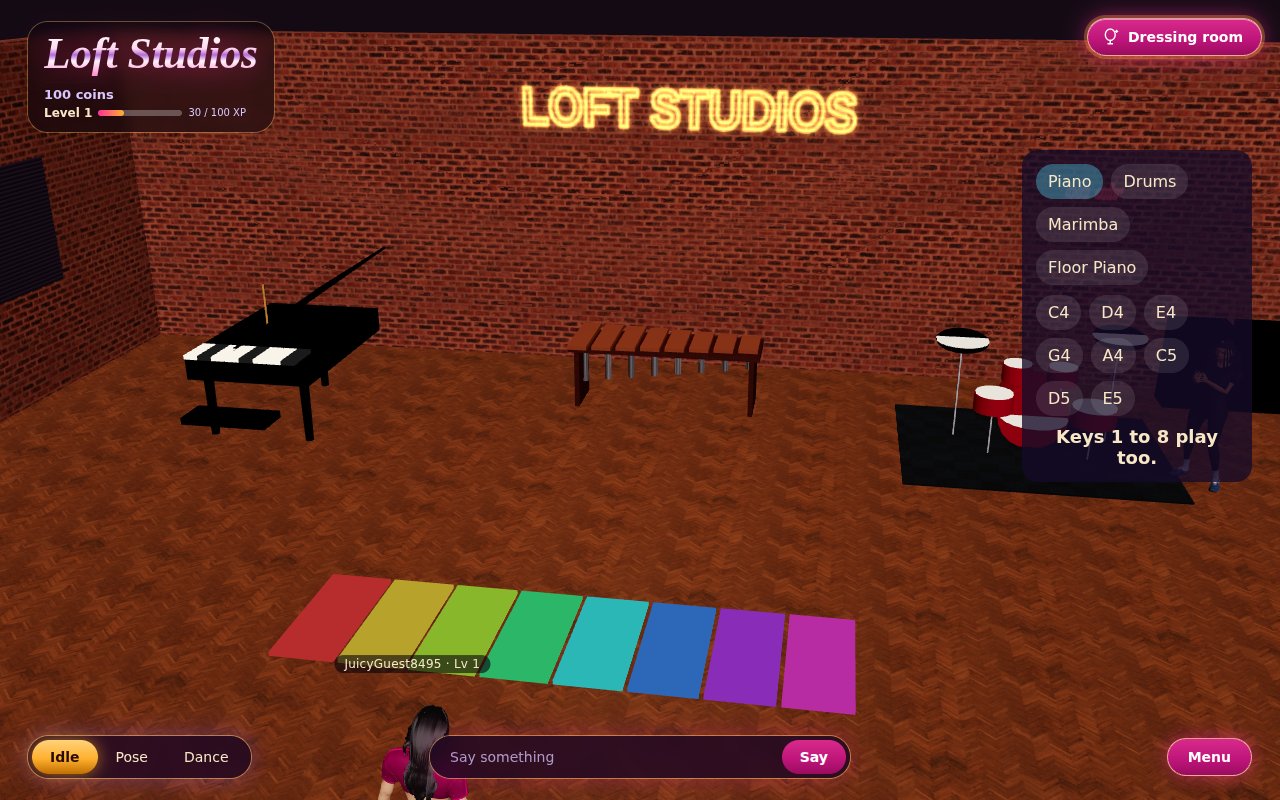 Loft Studios
100 coins
Level 1 30 / 100 XP
Dressing room
LOFT STUDIOS
Piano Drums
Marimba
Floor Piano
C4 D4 E4
G4 A4 C5
D5 E5
Keys 1 to 8 play
too.
JuicyGuest8495 · Lv 1
Idle Pose Dance
Say something Say
Menu